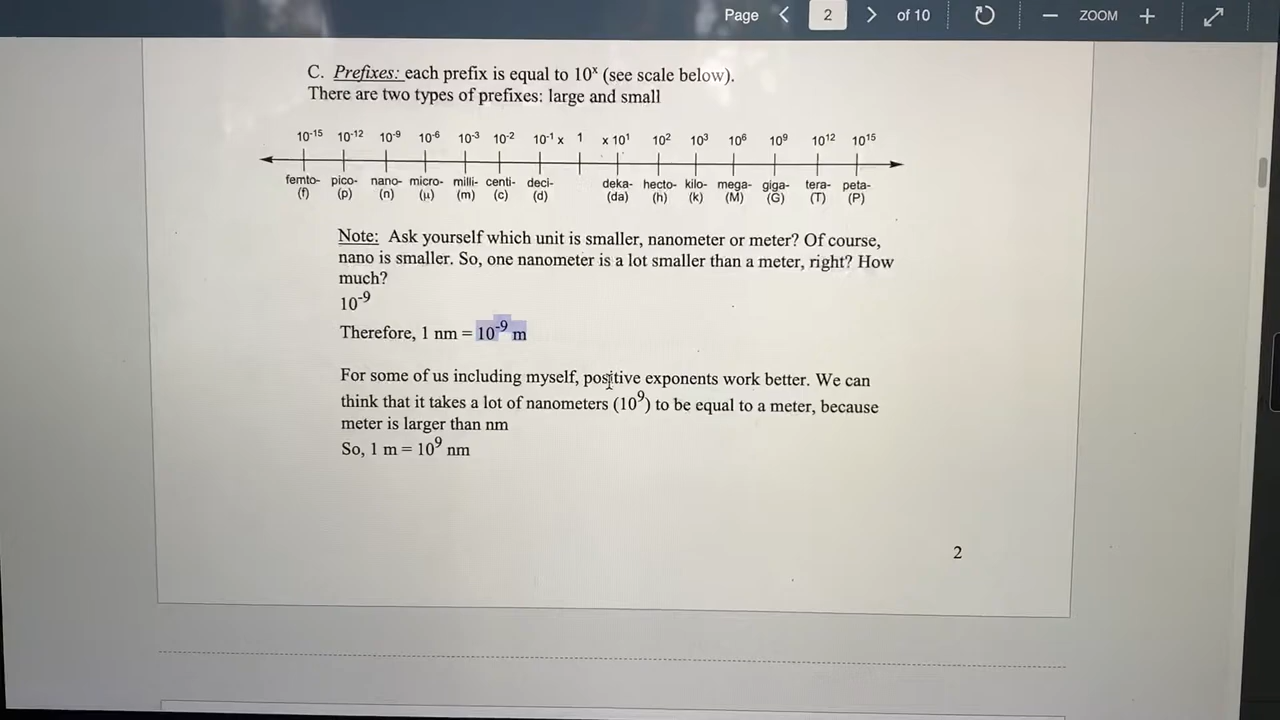 Page < 2 > of 10 — ZOOM +
C. Prefixes: each prefix is equal to 10ˣ (see scale below).
There are two types of prefixes: large and small
10⁻¹⁵ 10⁻¹² 10⁻⁹ 10⁻⁶ 10⁻³ 10⁻² 10⁻¹ x 1 x 10¹ 10² 10³ 10⁶ 10⁹ 10¹² 10¹⁵
femto- pico- nano- micro- milli- centi- deci- deka- hecto- kilo- mega- giga- tera- peta-
(f) (p) (n) (μ) (m) (c) (d) (da) (h) (k) (M) (G) (T) (P)
Note: Ask yourself which unit is smaller, nanometer or meter? Of course,
nano is smaller. So, one nanometer is a lot smaller than a meter, right? How
much?
10⁻⁹
Therefore, 1 nm = 10⁻⁹ m
For some of us including myself, positive exponents work better. We can
think that it takes a lot of nanometers (10⁹) to be equal to a meter, because
meter is larger than nm
So, 1 m = 10⁹ nm
2